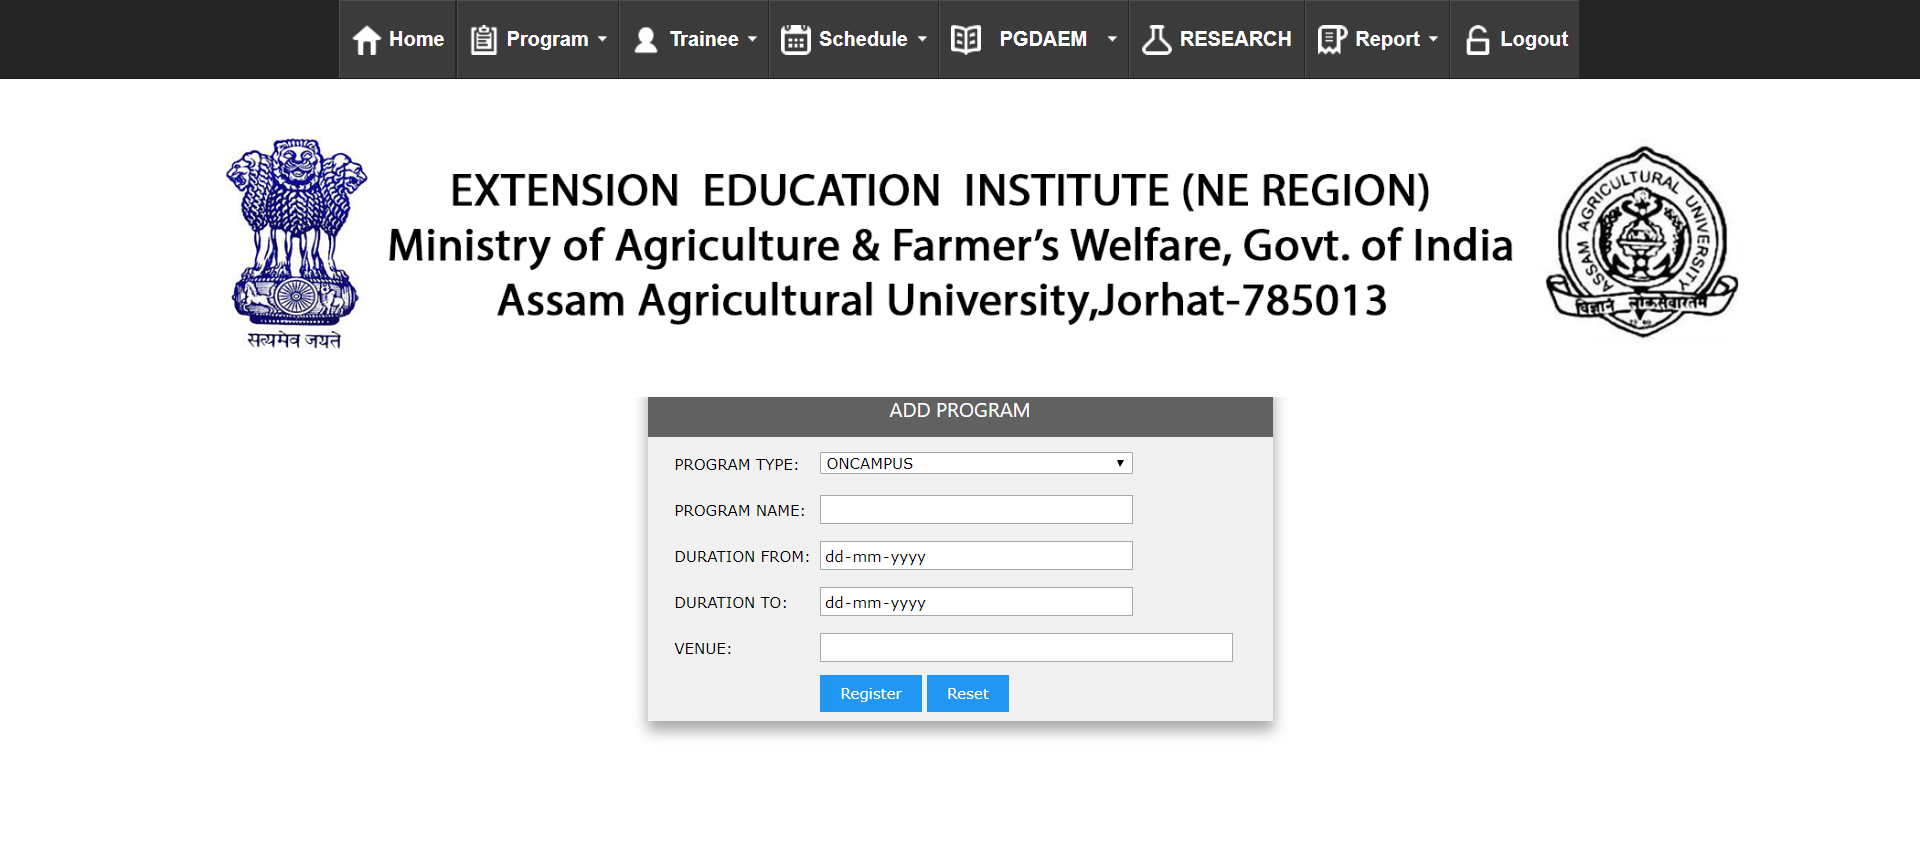 Home Program Trainee Schedule PGDAEM RESEARCH Report Logout
EXTENSION EDUCATION INSTITUTE (NE REGION)
Ministry of Agriculture & Farmer's Welfare, Govt. of India
Assam Agricultural University,Jorhat-785013
सत्यमेव जयते
ASSAM AGRICULTURAL UNIVERSITY
विज्ञानं लोकसेवारतम
ADD PROGRAM
PROGRAM TYPE: ONCAMPUS
PROGRAM NAME:
DURATION FROM: dd-mm-yyyy
DURATION TO: dd-mm-yyyy
VENUE:
Register Reset